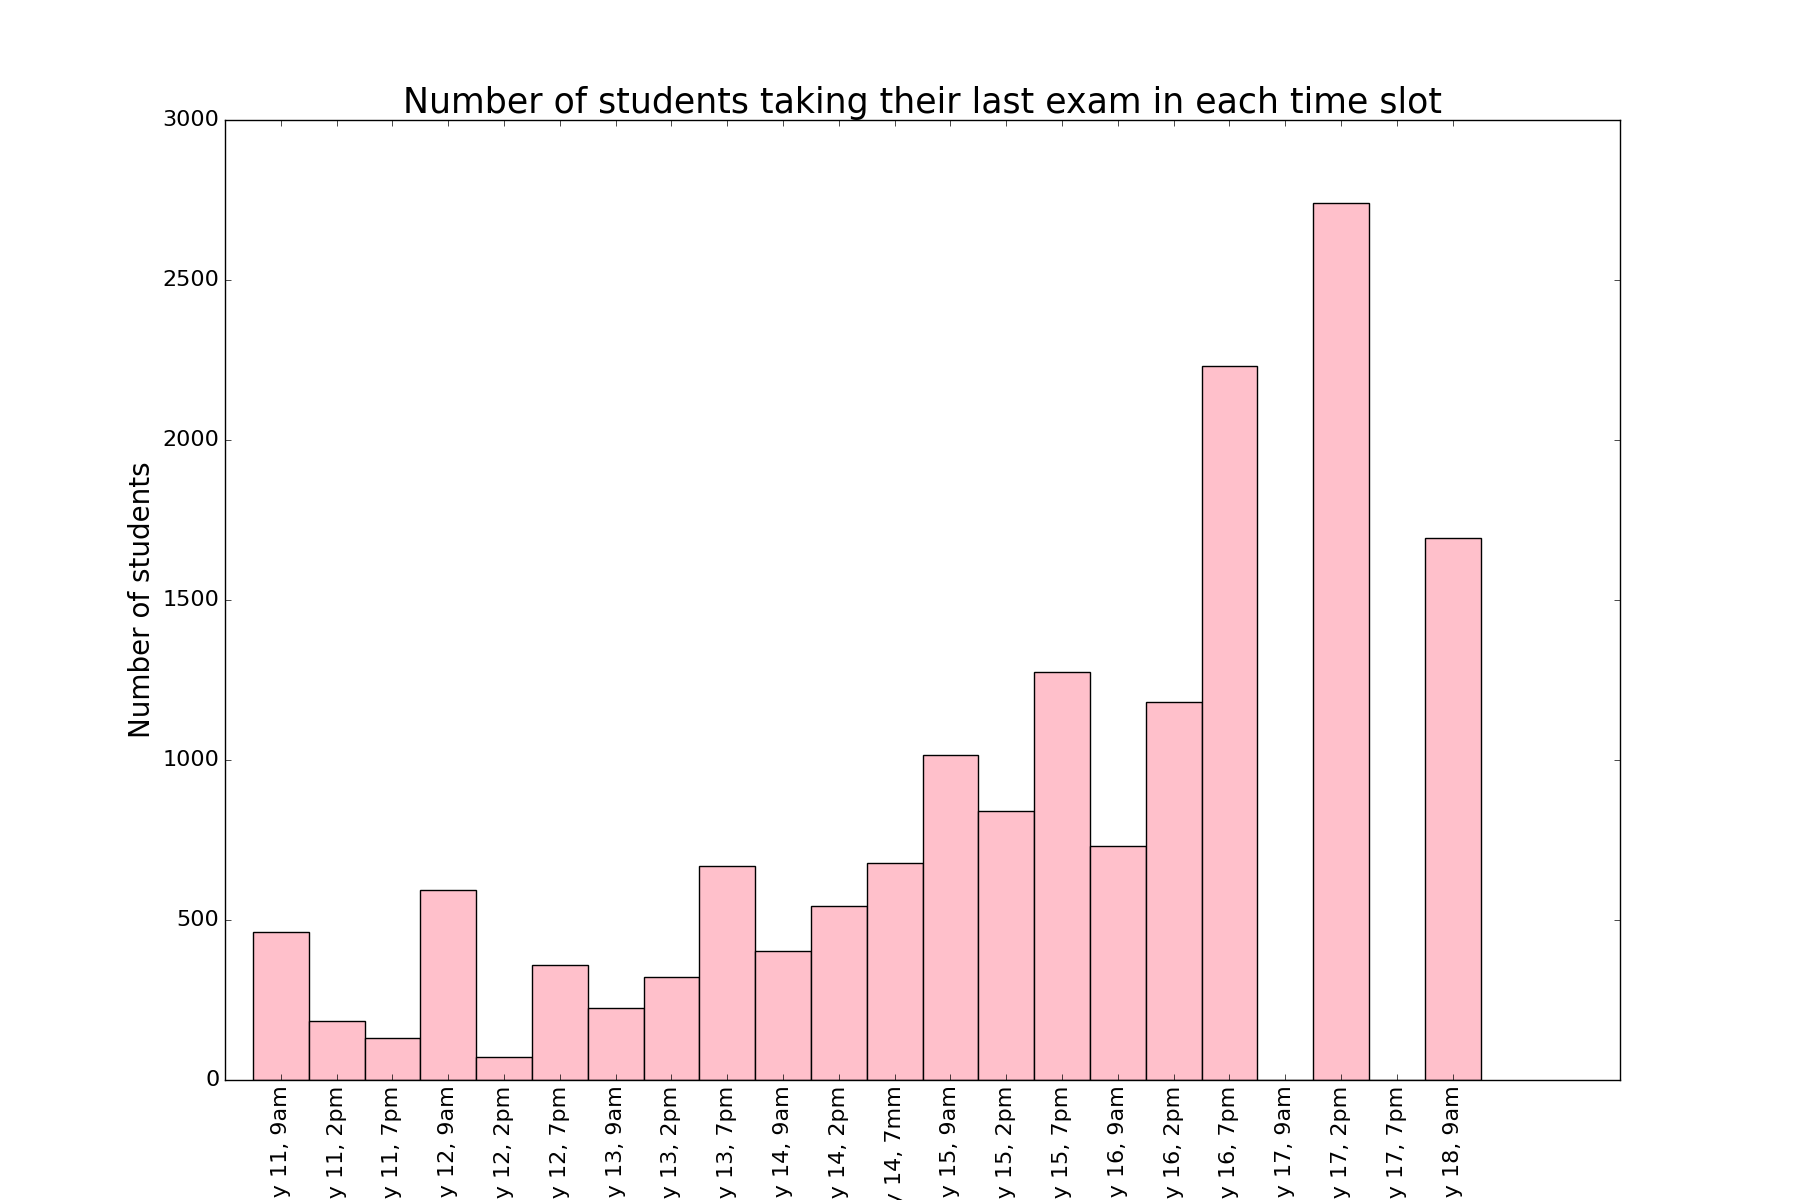 Number of students taking their last exam in each time slot
Number of students
3000
2500
2000
1500
1000
500
0
y 11, 9am
y 11, 2pm
y 11, 7pm
y 12, 9am
y 12, 2pm
y 12, 7pm
y 13, 9am
y 13, 2pm
y 13, 7pm
y 14, 9am
y 14, 2pm
y 14, 7mm
y 15, 9am
y 15, 2pm
y 15, 7pm
y 16, 9am
y 16, 2pm
y 16, 7pm
y 17, 9am
y 17, 2pm
y 17, 7pm
y 18, 9am